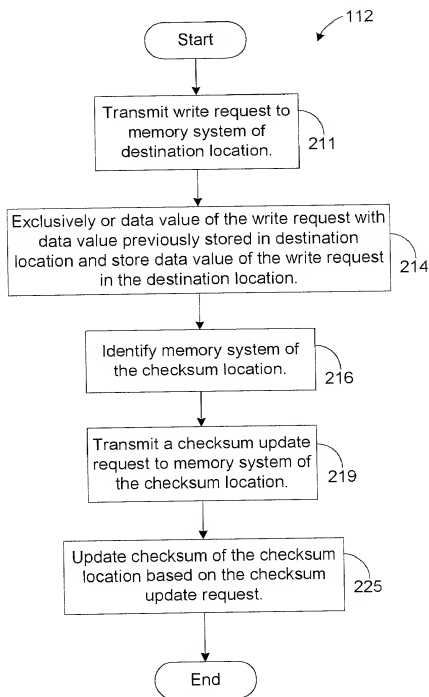 Start
112
Transmit write request to
memory system of
destination location.
211
Exclusively or data value of the write request with
data value previously stored in destination
location and store data value of the write request
in the destination location.
214
Identify memory system of
the checksum location.
216
Transmit a checksum update
request to memory system of
the checksum location.
219
Update checksum of the checksum
location based on the checksum
update request.
225
End